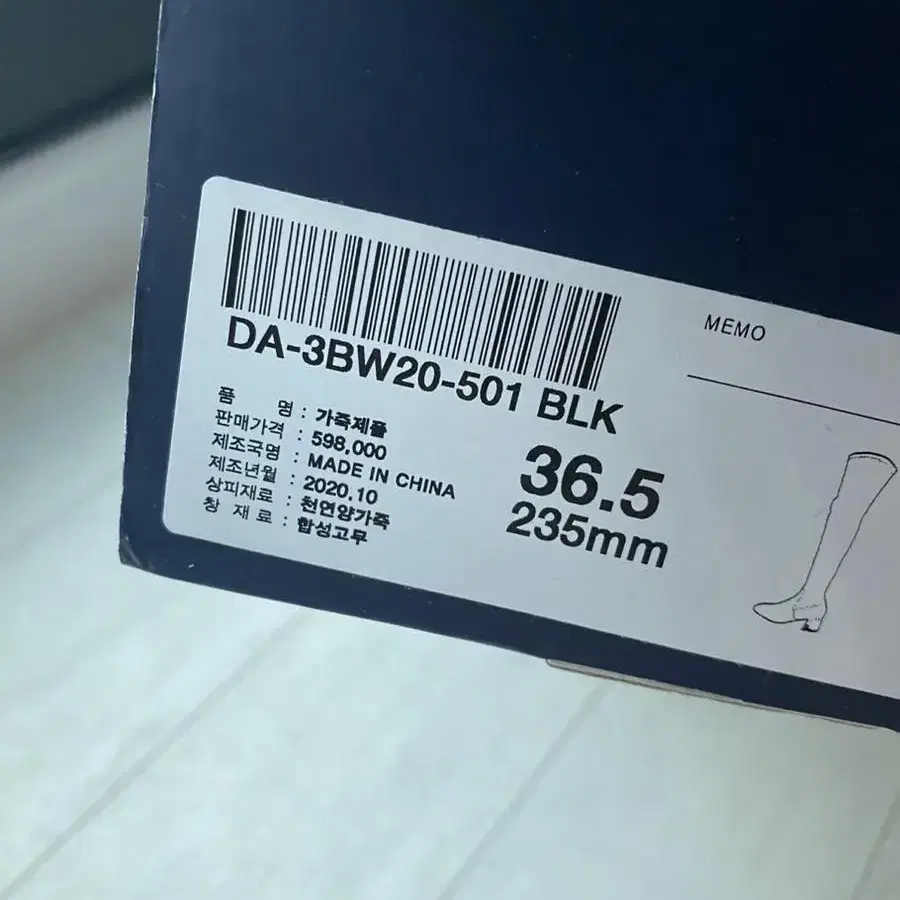 DA-3BW20-501 BLK
품 명 : 가죽제품
판매가격 : 598,000
제조국명 : MADE IN CHINA
제조년월 : 2020.10
상피재료 : 천연양가죽
창 재 료 : 합성고무
36.5
235mm
MEMO